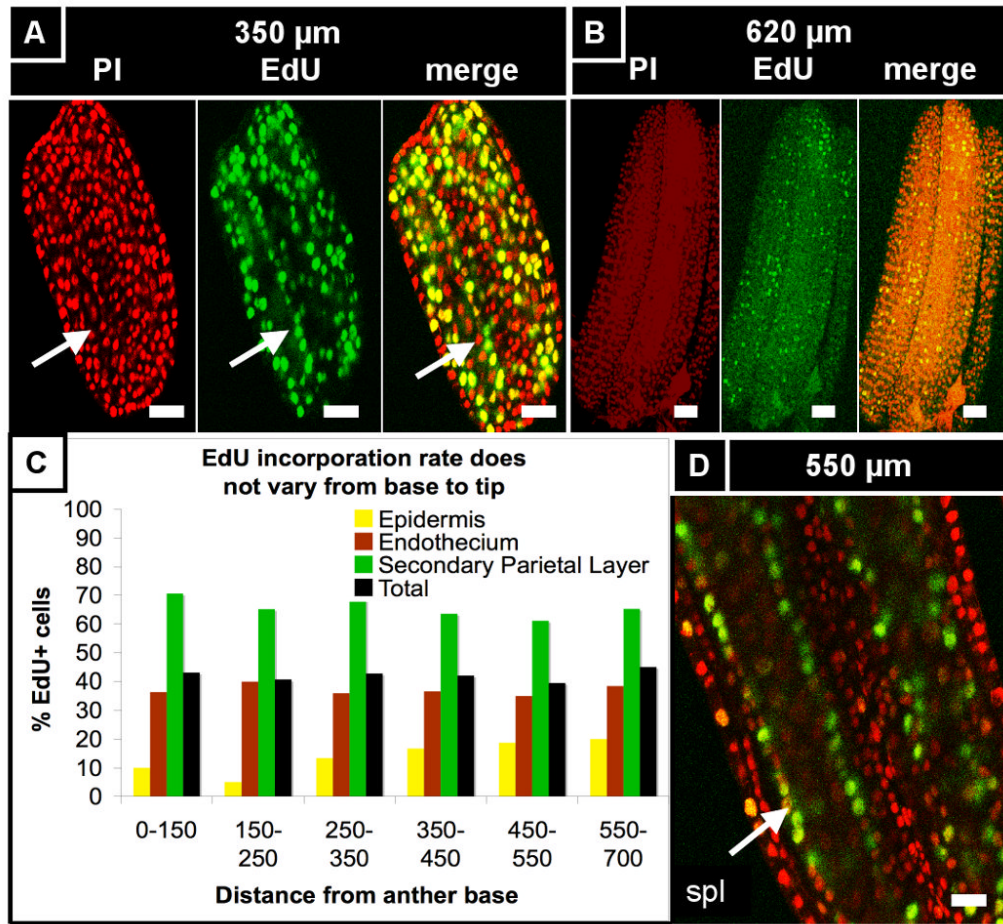 A
350 µm
PI EdU merge
B
620 µm
PI EdU merge
C
EdU incorporation rate does
not vary from base to tip
100
90
80
70
60
50
40
30
20
10
0
% EdU+ cells
Epidermis
Endothecium
Secondary Parietal Layer
Total
0-150 150- 250- 350- 450- 550-
250 350 450 550 700
Distance from anther base
D
550 µm
spl